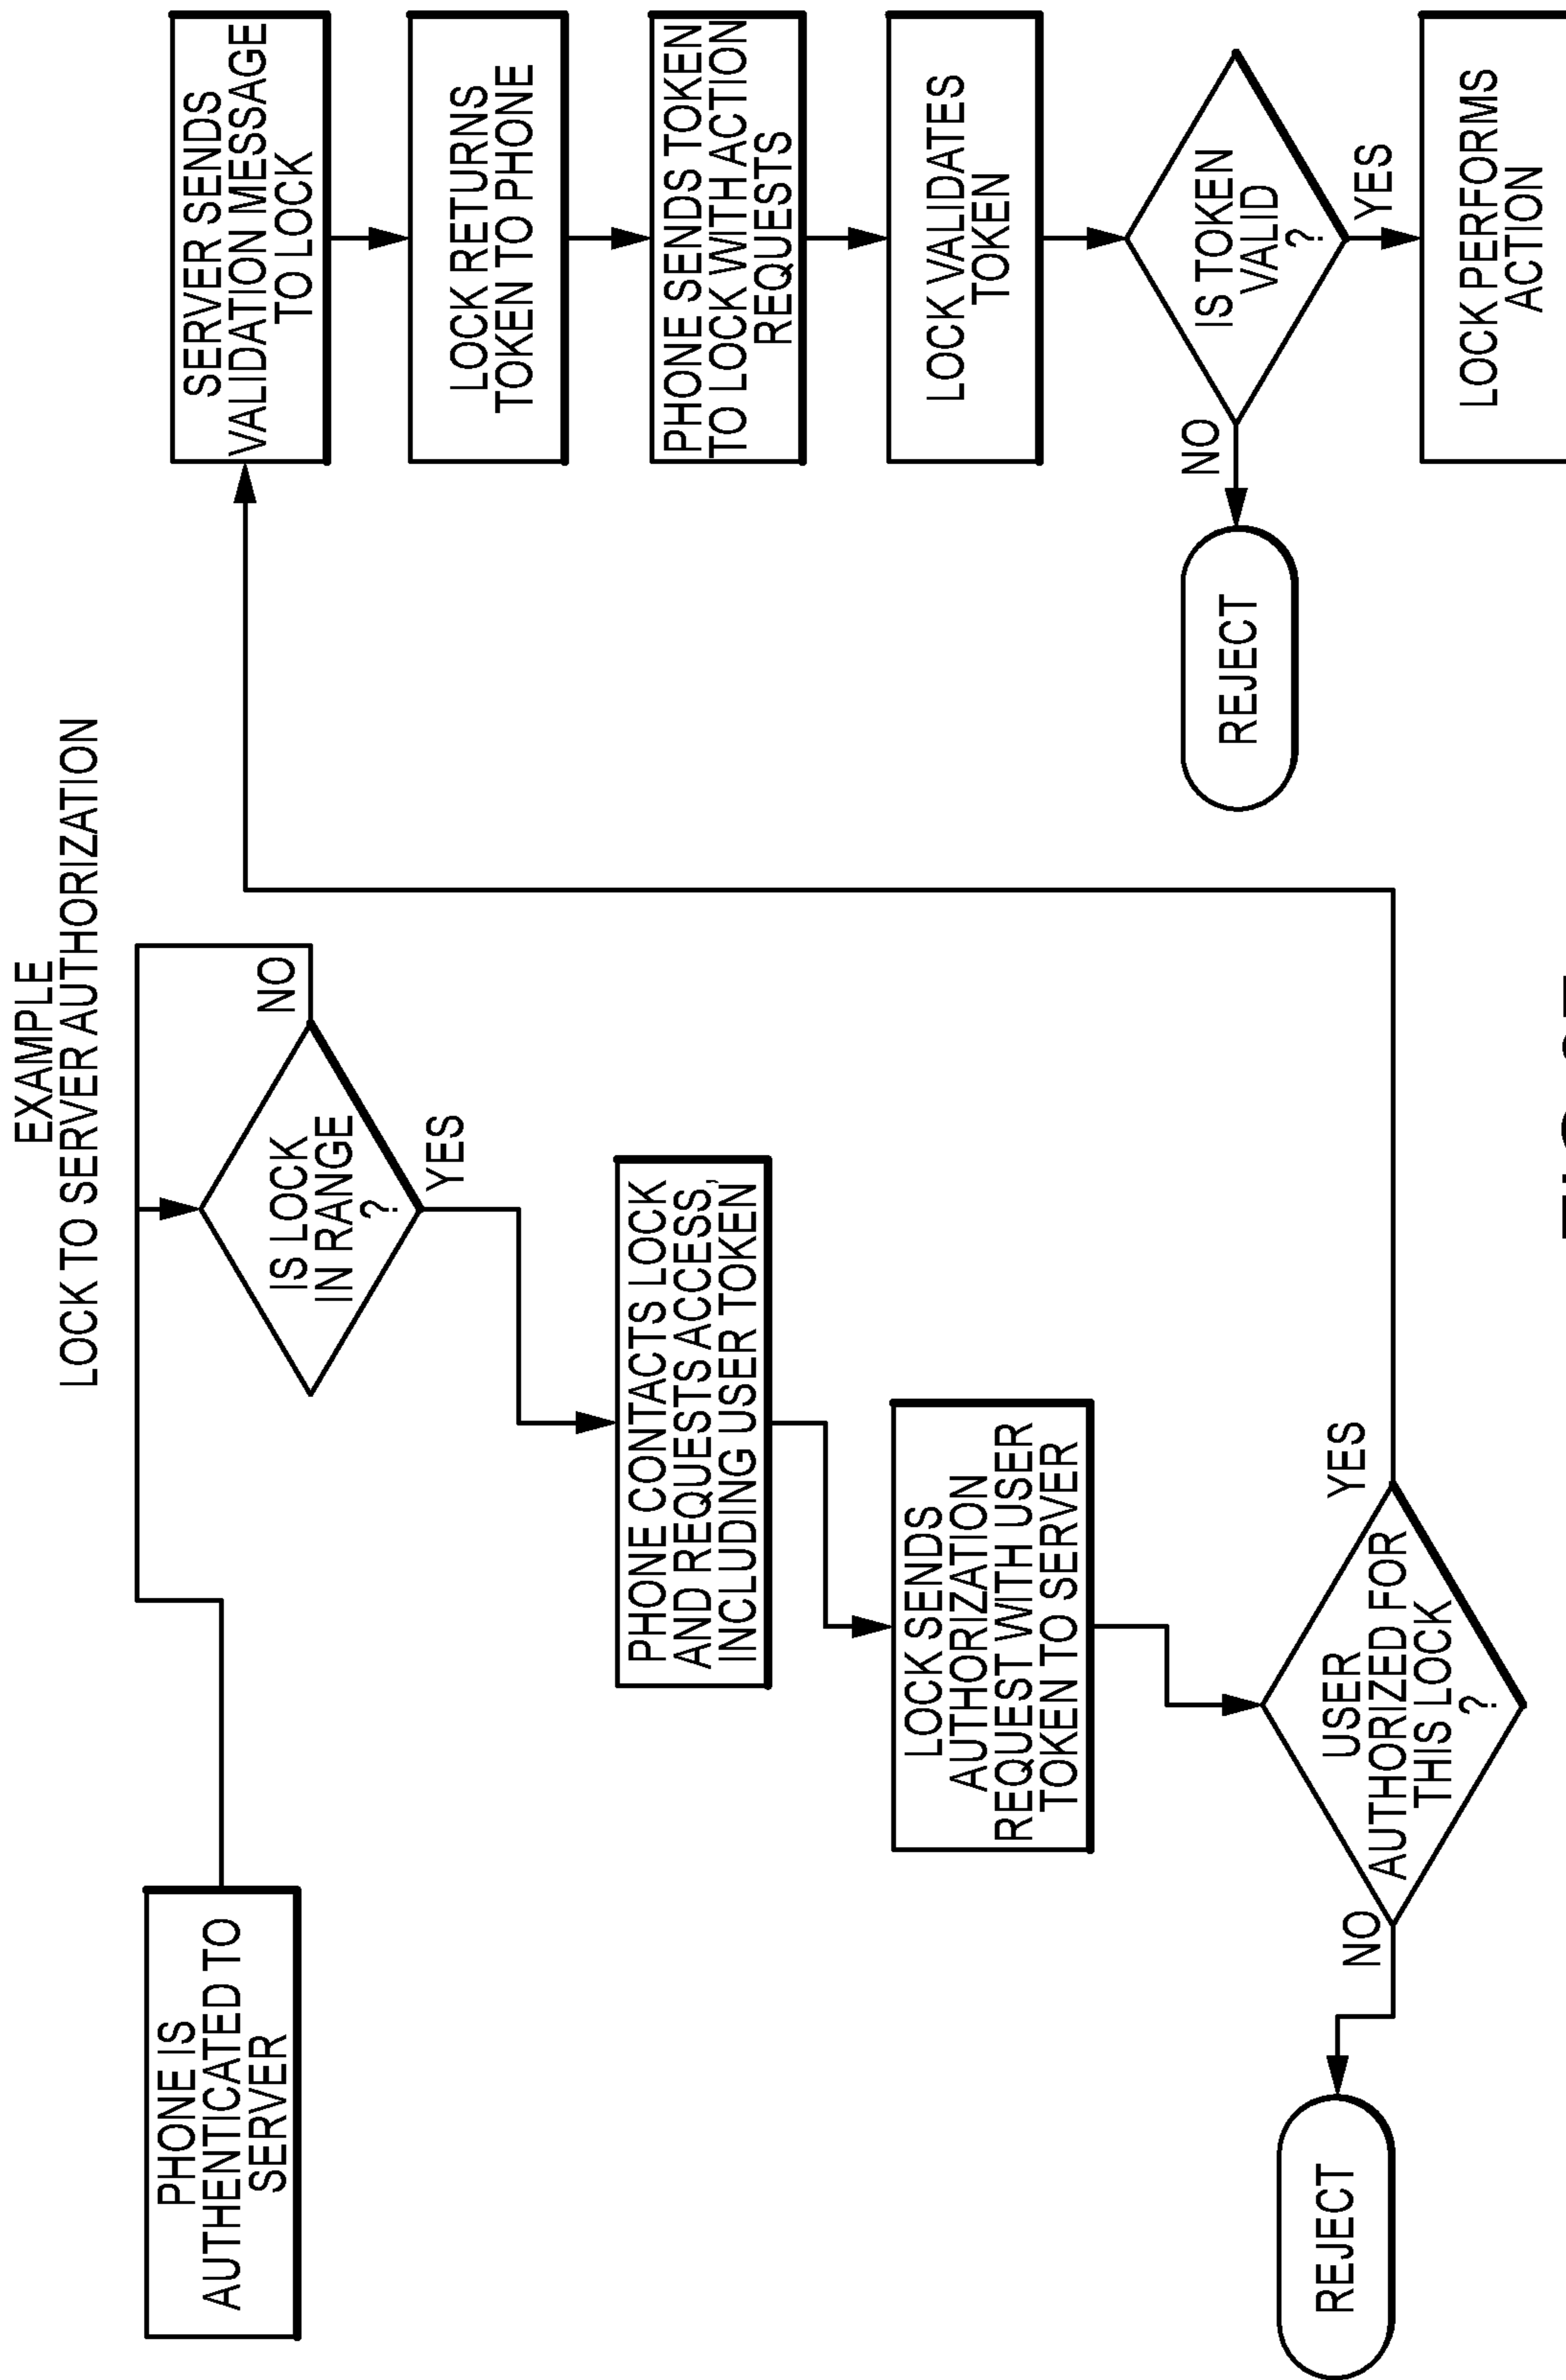 EXAMPLE
LOCK TO SERVER AUTHORIZATION
PHONE IS
AUTHENTICATED TO
SERVER
IS LOCK
IN RANGE
?
NO
YES
PHONE CONTACTS LOCK
AND REQUESTS ACCESS,
INCLUDING USER TOKEN
LOCK SENDS
AUTHORIZATION
REQUEST WITH USER
TOKEN TO SERVER
USER
AUTHORIZED FOR
THIS LOCK
?
NO
REJECT
YES
SERVER SENDS
VALIDATION MESSAGE
TO LOCK
LOCK RETURNS
TOKEN TO PHONE
PHONE SENDS TOKEN
TO LOCK WITH ACTION
REQUESTS
LOCK VALIDATES
TOKEN
IS TOKEN
VALID
?
NO
REJECT
YES
LOCK PERFORMS
ACTION